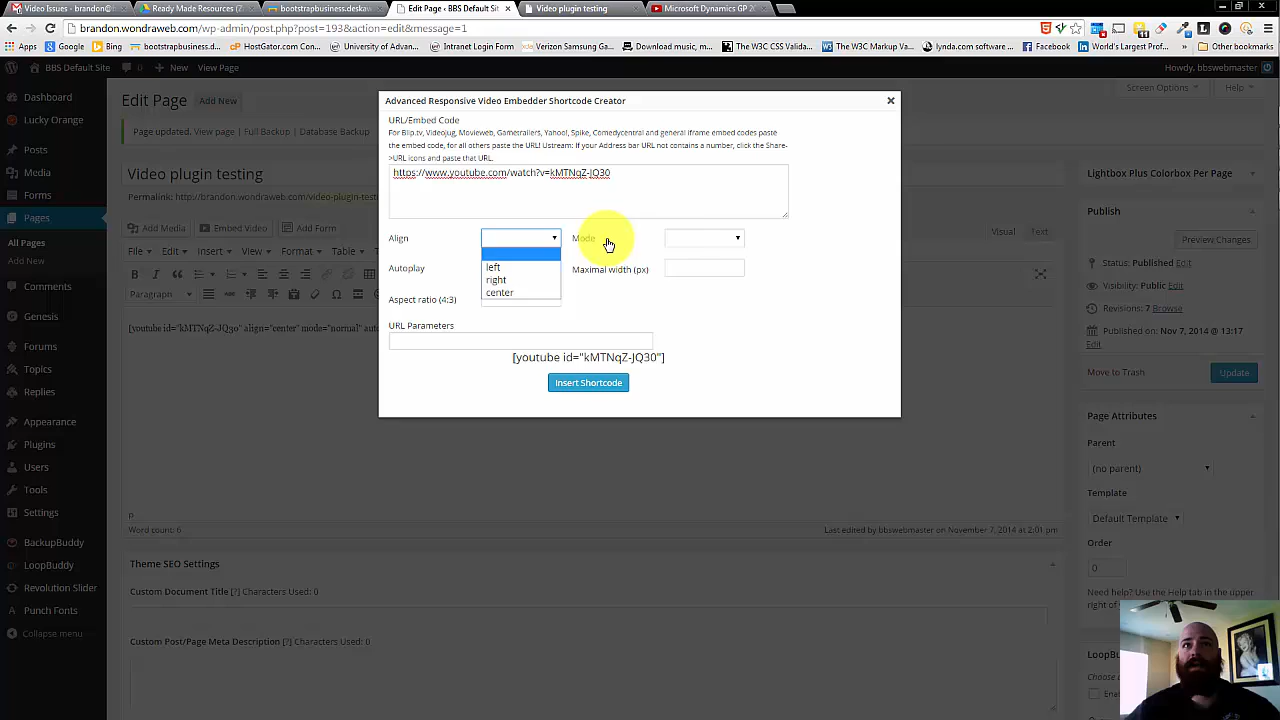 Video Issues - brandon@
Ready Made Resources (2
bootstrapbusiness.deskaw
Edit Page ‹ BBS Default Sit
Video plugin testing
Microsoft Dynamics GP 20
brandon.wondraweb.com/wp-admin/post.php?post=193&action=edit&message=1
Apps
Google
Bing
bootstrapbusiness.d...
HostGator.com Con...
University of Advan...
Intranet Login Form
Verizon Samsung Ga...
Download music, m...
The W3C CSS Valida...
The W3C Markup Va...
lynda.com software ...
Facebook
World's Largest Prof...
»
Other bookmarks
BBS Default Site
0
New
View Page
Howdy, bbswebmaster
Dashboard
Lucky Orange
Posts
Media
Forms
Pages
All Pages
Add New
Comments
Genesis
Forums
Topics
Replies
Appearance
Plugins
Users
Tools
Settings
BackupBuddy
LoopBuddy
Revolution Slider
Punch Fonts
Collapse menu
Edit Page
Add New
Screen Options
Help
Page updated. View page | Full Backup | Database Backup
Video plugin testing
Permalink: http://brandon.wondraweb.com/video-plugin-test
Add Media
Embed Video
Add Form
Visual
Text
File
Edit
Insert
View
Format
Table
Paragraph
[youtube id="kMTNqZ-JQ30" align="center" mode="normal" aut
p
Word count: 6
Last edited by bbswebmaster on November 7, 2014 at 2:01 pm
Advanced Responsive Video Embedder Shortcode Creator
URL/Embed Code
For Blip.tv, Videojug, Movieweb, Gametrailers, Yahoo!, Spike, Comedycentral and general iframe embed codes paste
the embed code, for all others paste the URL! Ustream: If your Address bar URL not contains a number, click the Share-
>URL icons and paste that URL.
https://www.youtube.com/watch?v=kMTNqZ-JQ30
Align
Mode
left
right
center
Autoplay
Maximal width (px)
Aspect ratio (4:3)
URL Parameters
[youtube id="kMTNqZ-JQ30"]
Insert Shortcode
Theme SEO Settings
Custom Document Title [?] Characters Used: 0
Custom Post/Page Meta Description [?] Characters Used: 0
Lightbox Plus Colorbox Per Page
Publish
Preview Changes
Status: Published Edit
Visibility: Public Edit
Revisions: 7 Browse
Published on: Nov 7, 2014 @ 13:17
Edit
Move to Trash
Update
Page Attributes
Parent
(no parent)
Template
Default Template
Order
0
Need help? Use the Help tab in the upper
right of
LoopBu
Choose
Enab